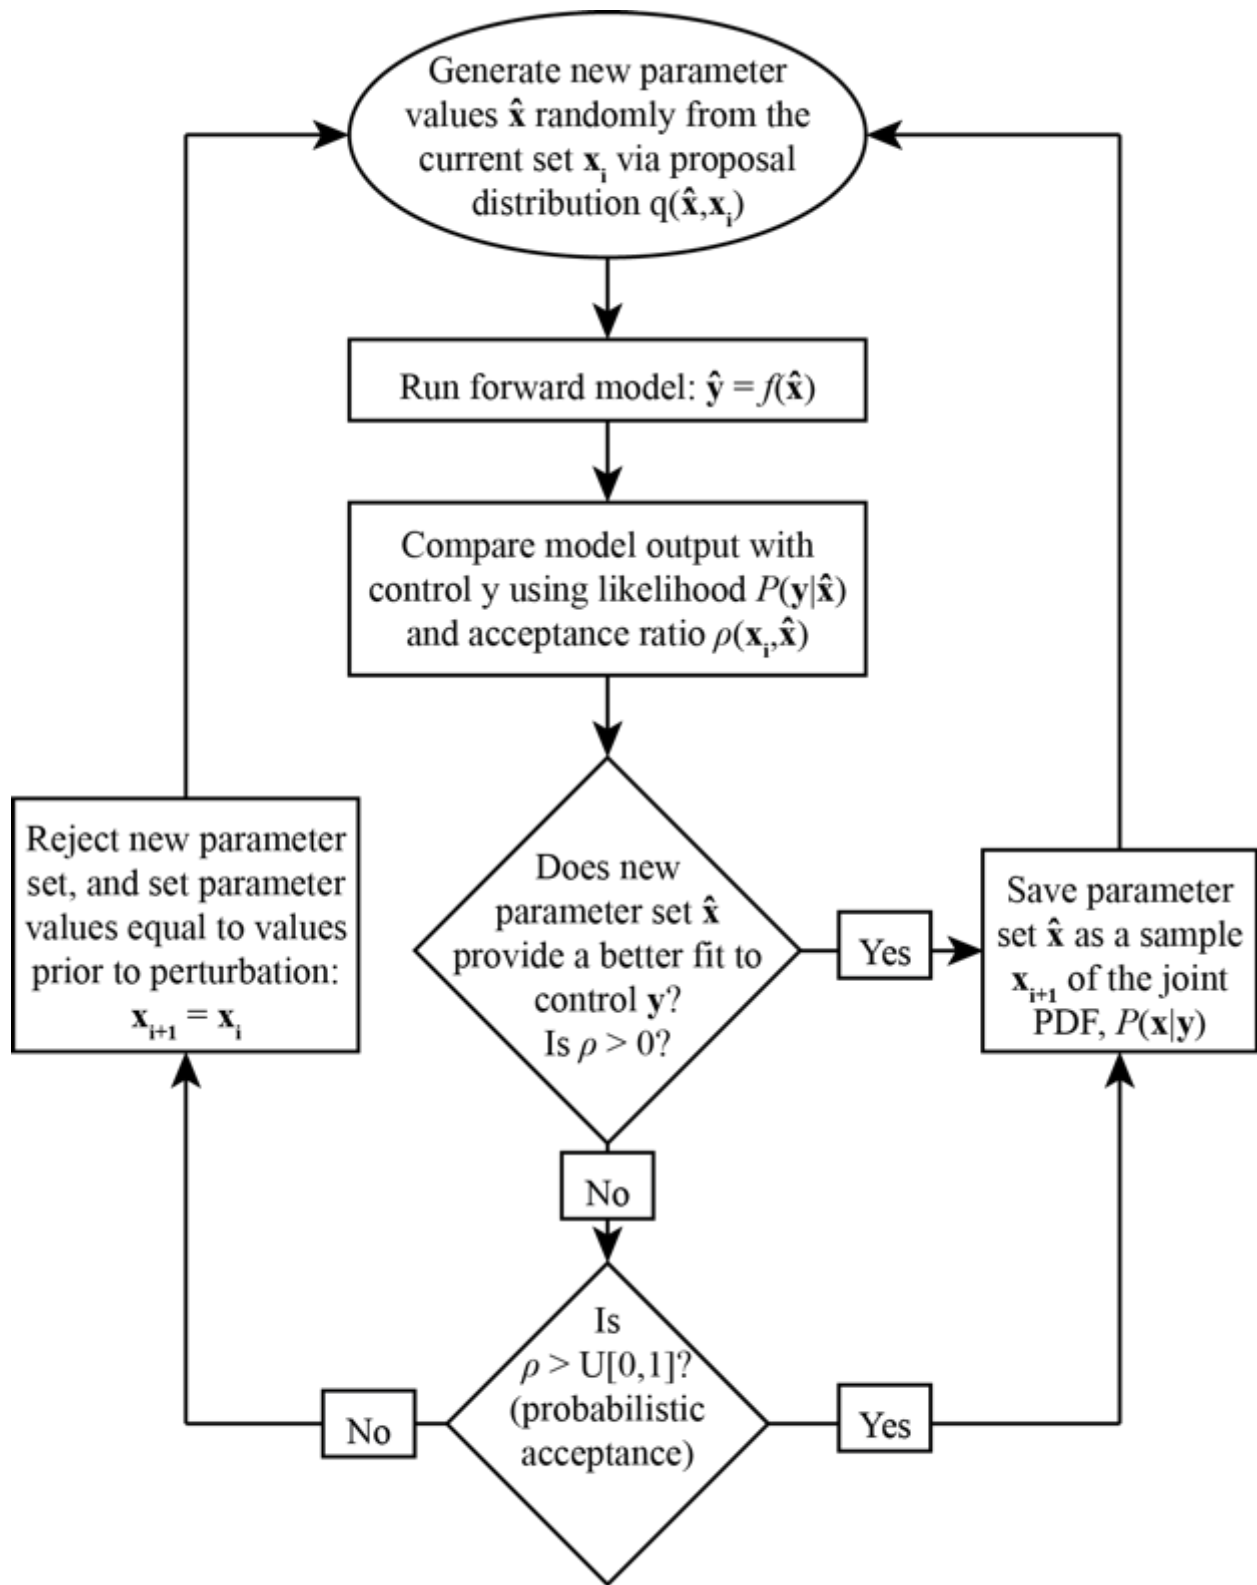 Generate new parameter
values x̂ randomly from the
current set xᵢ via proposal
distribution q(x̂,xᵢ)
Run forward model: ŷ = f(x̂)
Compare model output with
control y using likelihood P(y|x̂)
and acceptance ratio ρ(xᵢ,x̂)
Does new
parameter set x̂
provide a better fit to
control y?
Is ρ > 0?
Yes
Save parameter
set x̂ as a sample
xᵢ₊₁ of the joint
PDF, P(x|y)
Reject new parameter
set, and set parameter
values equal to values
prior to perturbation:
xᵢ₊₁ = xᵢ
No
Is
ρ > U[0,1]?
(probabilistic
acceptance)
No
Yes